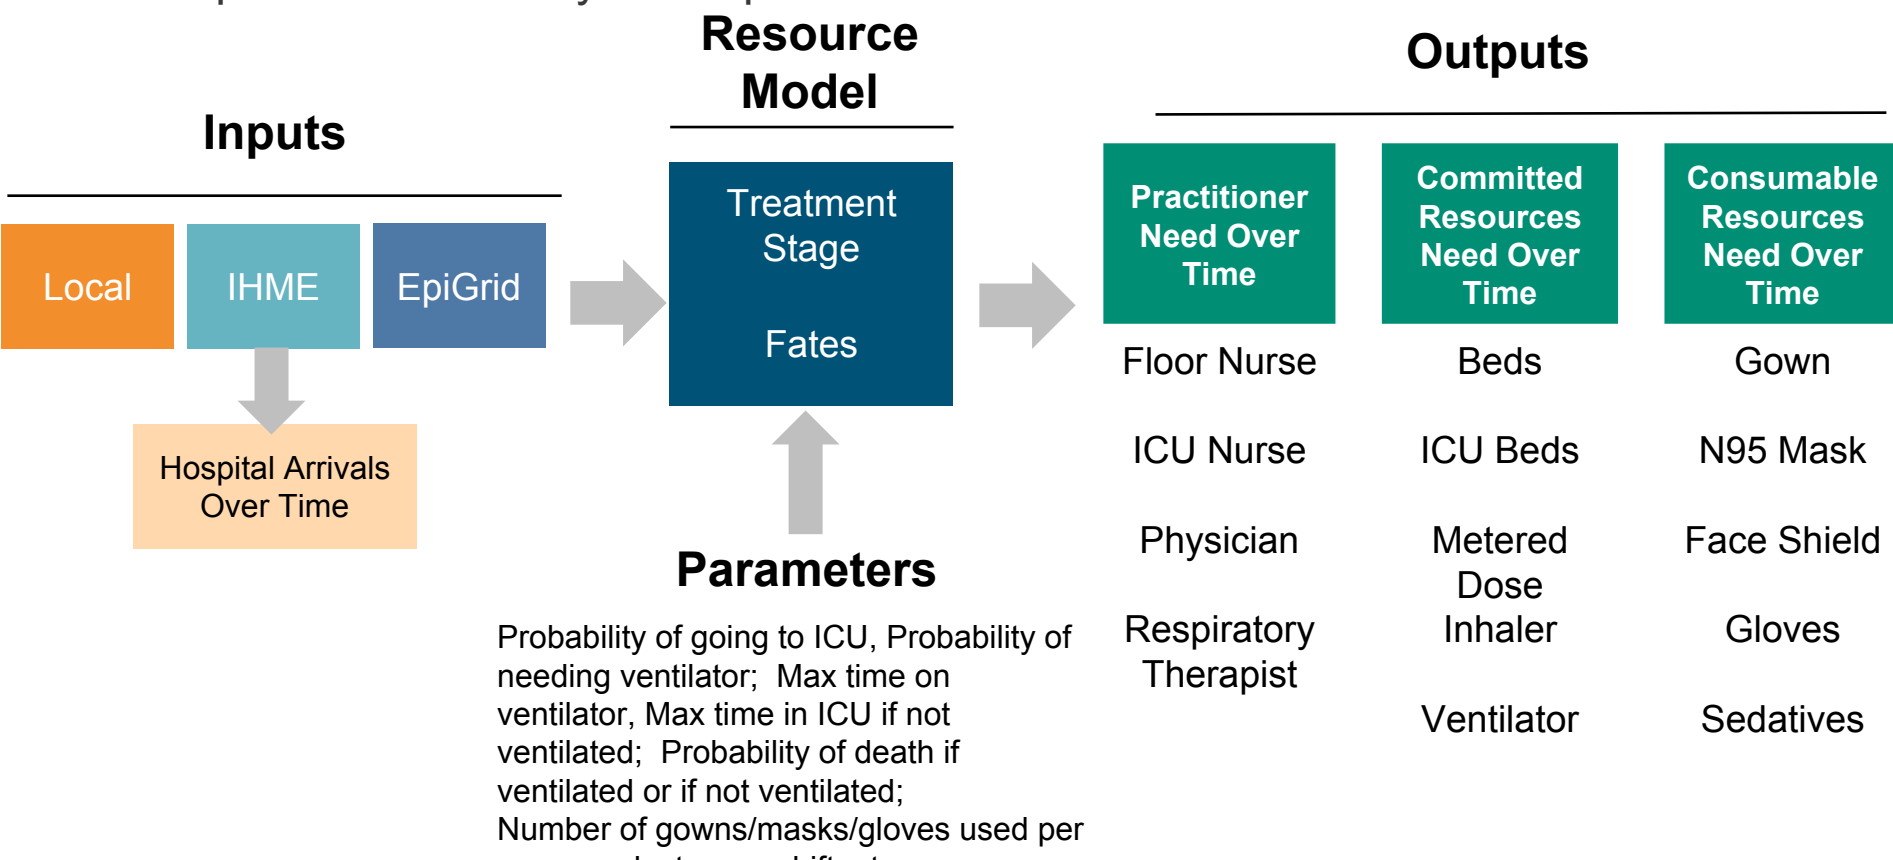 Inputs
Local
IHME
EpiGrid
Hospital Arrivals
Over Time
Resource
Model
Treatment
Stage
Fates
Parameters
Probability of going to ICU, Probability of
needing ventilator; Max time on
ventilator, Max time in ICU if not
ventilated; Probability of death if
ventilated or if not ventilated;
Number of gowns/masks/gloves used per
Outputs
Practitioner
Need Over
Time
Floor Nurse
ICU Nurse
Physician
Respiratory
Therapist
Committed
Resources
Need Over
Time
Beds
ICU Beds
Metered
Dose
Inhaler
Ventilator
Consumable
Resources
Need Over
Time
Gown
N95 Mask
Face Shield
Gloves
Sedatives